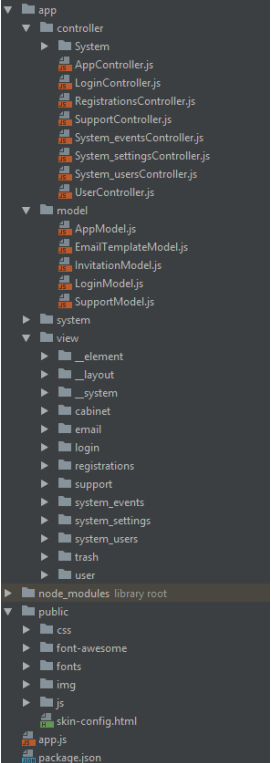 app
controller
System
AppController.js
LoginController.js
RegistrationsController.js
SupportController.js
System_eventsController.js
System_settingsController.js
System_usersController.js
UserController.js
model
AppModel.js
EmailTemplateModel.js
InvitationModel.js
LoginModel.js
SupportModel.js
system
view
__element
__layout
__system
cabinet
email
login
registrations
support
system_events
system_settings
system_users
trash
user
node_modules library root
public
css
font-awesome
fonts
img
js
skin-config.html
app.js
package.json